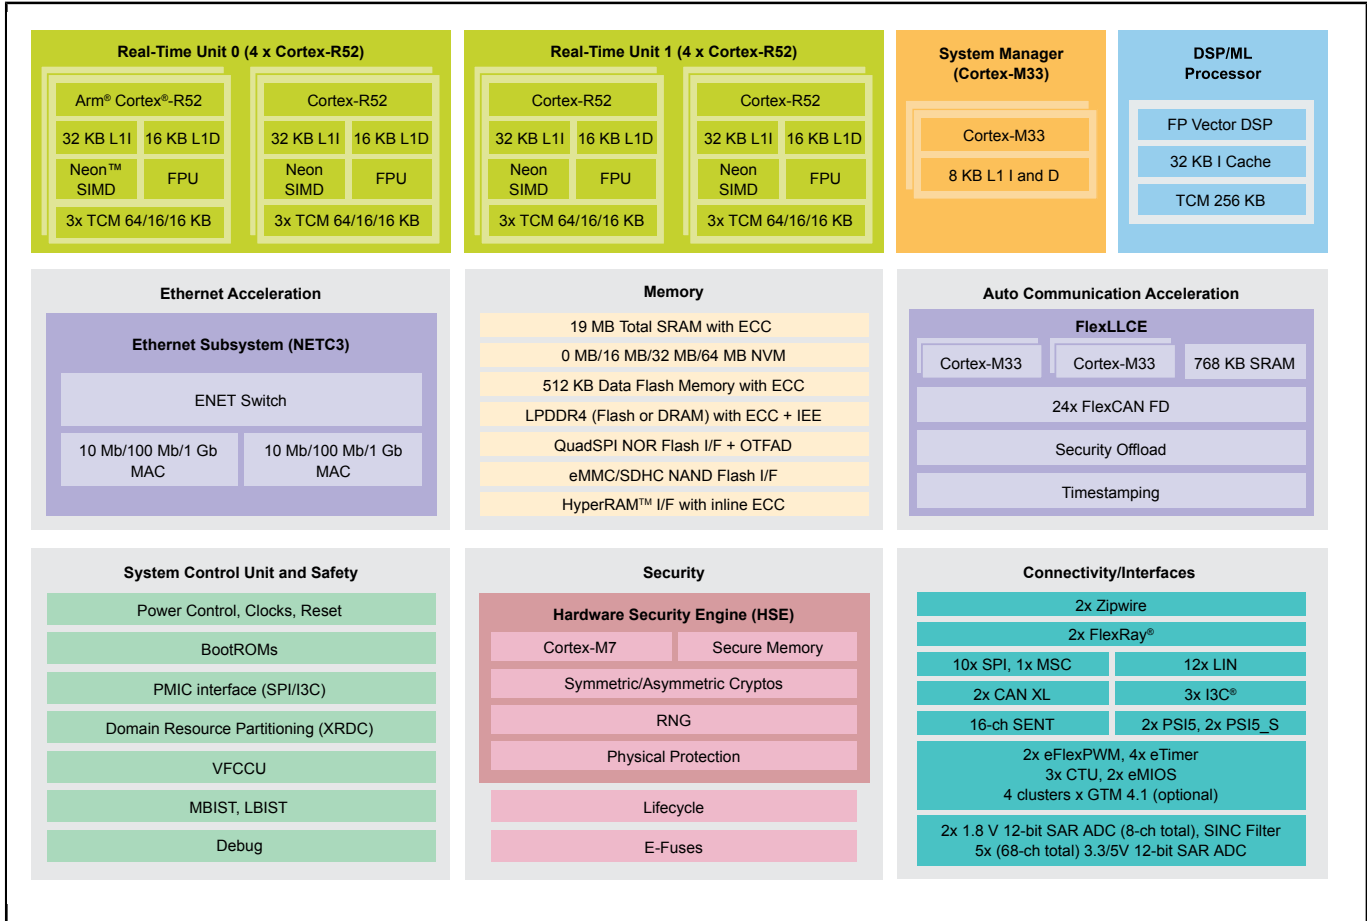 Real-Time Unit 0 (4 x Cortex-R52)
Arm® Cortex®-R52
32 KB L1I
16 KB L1D
Neon™
SIMD
FPU
3x TCM 64/16/16 KB
Cortex-R52
32 KB L1I
16 KB L1D
Neon
SIMD
FPU
3x TCM 64/16/16 KB
Real-Time Unit 1 (4 x Cortex-R52)
Cortex-R52
32 KB L1I
16 KB L1D
Neon
SIMD
FPU
3x TCM 64/16/16 KB
Cortex-R52
32 KB L1I
16 KB L1D
Neon
SIMD
FPU
3x TCM 64/16/16 KB
System Manager
(Cortex-M33)
Cortex-M33
8 KB L1 I and D
DSP/ML
Processor
FP Vector DSP
32 KB I Cache
TCM 256 KB
Ethernet Acceleration
Ethernet Subsystem (NETC3)
ENET Switch
10 Mb/100 Mb/1 Gb
MAC
10 Mb/100 Mb/1 Gb
MAC
Memory
19 MB Total SRAM with ECC
0 MB/16 MB/32 MB/64 MB NVM
512 KB Data Flash Memory with ECC
LPDDR4 (Flash or DRAM) with ECC + IEE
QuadSPI NOR Flash I/F + OTFAD
eMMC/SDHC NAND Flash I/F
HyperRAM™ I/F with inline ECC
Auto Communication Acceleration
FlexLLCE
Cortex-M33
Cortex-M33
768 KB SRAM
24x FlexCAN FD
Security Offload
Timestamping
System Control Unit and Safety
Power Control, Clocks, Reset
BootROMs
PMIC interface (SPI/I3C)
Domain Resource Partitioning (XRDC)
VFCCU
MBIST, LBIST
Debug
Security
Hardware Security Engine (HSE)
Cortex-M7
Secure Memory
Symmetric/Asymmetric Cryptos
RNG
Physical Protection
Lifecycle
E-Fuses
Connectivity/Interfaces
2x Zipwire
2x FlexRay®
10x SPI, 1x MSC
12x LIN
2x CAN XL
3x I3C®
16-ch SENT
2x PSI5, 2x PSI5_S
2x eFlexPWM, 4x eTimer
3x CTU, 2x eMIOS
4 clusters x GTM 4.1 (optional)
2x 1.8 V 12-bit SAR ADC (8-ch total), SINC Filter
5x (68-ch total) 3.3/5V 12-bit SAR ADC